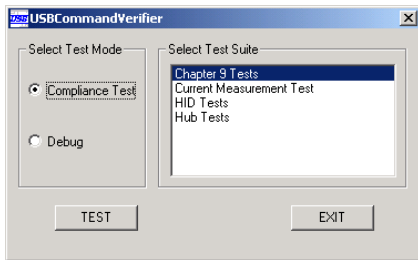 USBCommandVerifier
Select Test Mode
Compliance Test
Debug
Select Test Suite
Chapter 9 Tests
Current Measurement Test
HID Tests
Hub Tests
TEST
EXIT